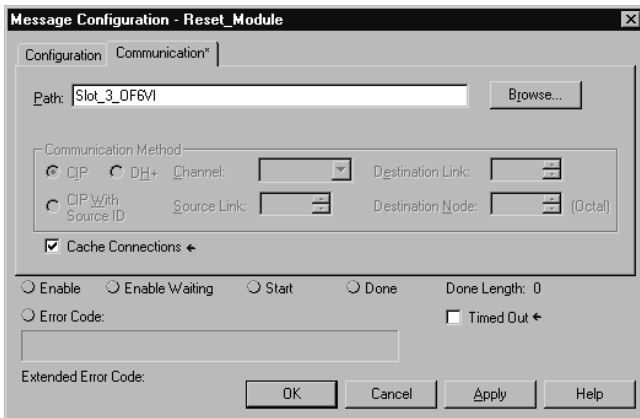 Message Configuration - Reset_Module
Configuration Communication*
Path: Slot_3_OF6VI Browse...
Communication Method
CIP DH+ Channel: Destination Link:
CIP With Source ID Source Link: Destination Node: (Octal)
Cache Connections ←
Enable Enable Waiting Start Done Done Length: 0
Error Code: Timed Out ←
Extended Error Code:
OK Cancel Apply Help